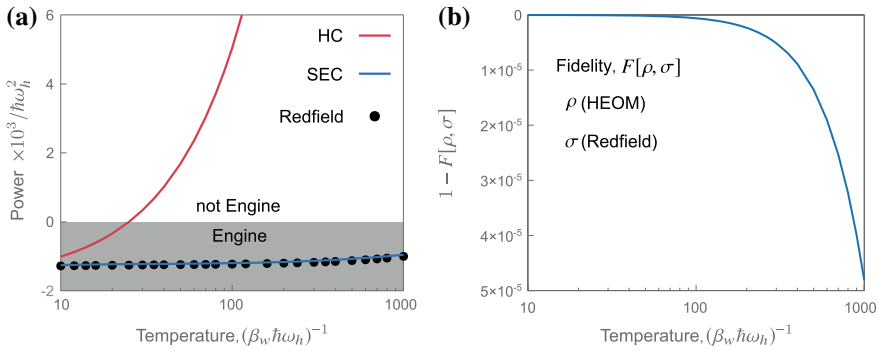 (a)
6
4
2
0
-2
Power ×10³/ħω²ₕ
HC
SEC
Redfield
not Engine
Engine
10
100
1000
Temperature, (β_w ħω_h)⁻¹
(b)
0
1×10⁻⁵
2×10⁻⁵
3×10⁻⁵
4×10⁻⁵
5×10⁻⁵
1 − F[ρ, σ]
Fidelity, F[ρ, σ]
ρ (HEOM)
σ (Redfield)
10
100
1000
Temperature, (β_w ħω_h)⁻¹